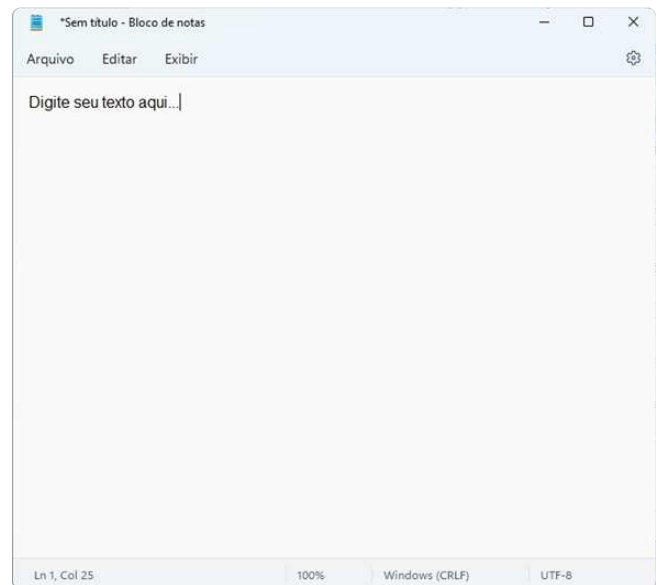 *Sem título - Bloco de notas
Arquivo Editar Exibir
Digite seu texto aqui...
Ln 1, Col 25 100% Windows (CRLF) UTF-8